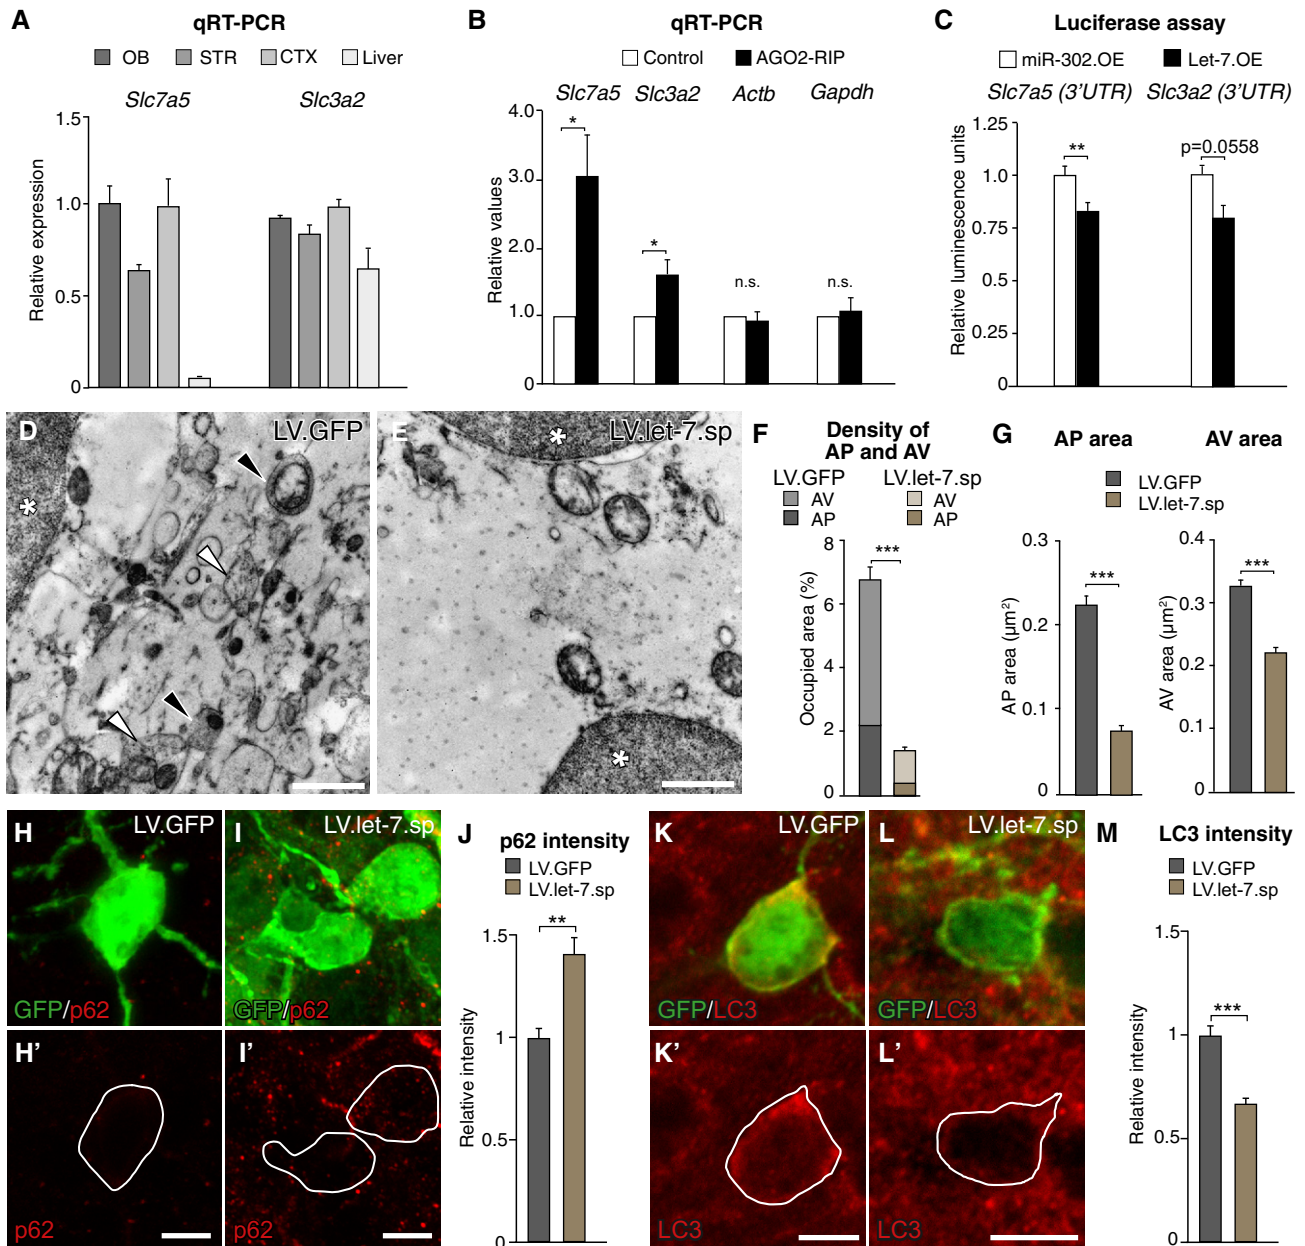 A
qRT-PCR
OB STR CTX Liver
Slc7a5 Slc3a2
Relative expression
1.5
1.0
0.5
0
B
qRT-PCR
Control AGO2-RIP
Slc7a5 Slc3a2 Actb Gapdh
Relative values
4.0
3.0
2.0
1.0
0
*
*
n.s.
n.s.
C
Luciferase assay
miR-302.OE Let-7.OE
Slc7a5 (3'UTR) Slc3a2 (3'UTR)
Relative luminescence units
1.25
1.0
0.75
0.5
0.25
0
**
p=0.0558
D
LV.GFP
*
E
LV.let-7.sp
*
*
F
Density of
AP and AV
LV.GFP LV.let-7.sp
AV AV
AP AP
Occupied area (%)
8
6
4
2
0
***
G
AP area AV area
LV.GFP
LV.let-7.sp
AP area (μm²)
0.3
0.2
0.1
0
***
AV area (μm²)
0.4
0.3
0.2
0.1
0
***
H
LV.GFP
GFP/p62
I
LV.let-7.sp
GFP/p62
H'
p62
I'
p62
J
p62 intensity
LV.GFP
LV.let-7.sp
Relative intensity
1.5
1
0.5
0
**
K
LV.GFP
GFP/LC3
L
LV.let-7.sp
GFP/LC3
K'
LC3
L'
LC3
M
LC3 intensity
LV.GFP
LV.let-7.sp
Relative intensity
1.5
1
0.5
0
***